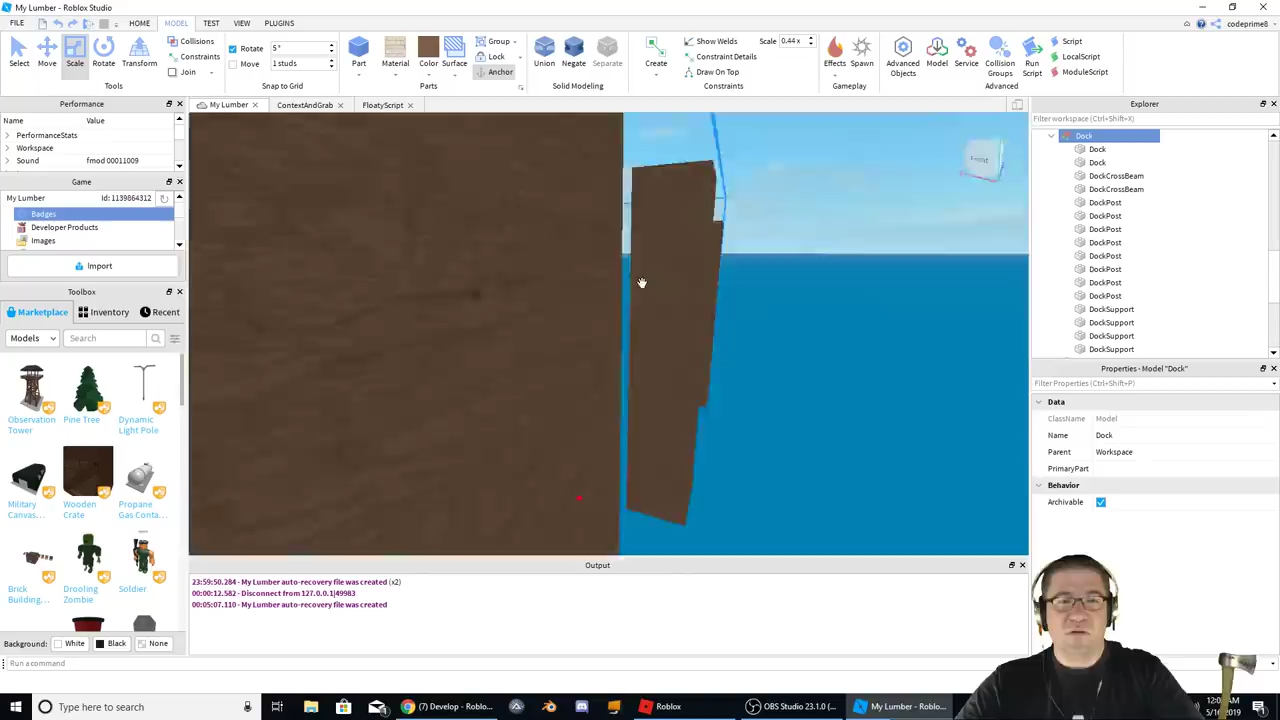 My Lumber - Roblox Studio
FILE HOME MODEL TEST VIEW PLUGINS codeprime8
Select Move Scale Rotate Transform
Collisions
Constraints
Join
Tools
Rotate 5°
Move 1 studs
Snap to Grid
Part Material Color Surface
Group
Lock
Anchor
Parts
Union Negate Separate
Solid Modeling
Create
Show Welds Scale 0.44 x
Constraint Details
Draw On Top
Constraints
Effects Spawn
Gameplay
Advanced Objects Model Service Collision Groups Run Script
Script
LocalScript
ModuleScript
Advanced
Performance
Name Value
PerformanceStats
Workspace
Sound fmod 00011009
Game
My Lumber Id: 1139864312
Badges
Developer Products
Images
Import
Toolbox
Marketplace Inventory Recent
Models Search
Observation Tower Pine Tree Dynamic Light Pole
Military Canvas... Wooden Crate Propane Gas Conta...
Brick Building... Drooling Zombie Soldier
Background: White Black None
Run a command
My Lumber ContextAndGrab FloatyScript
FRONT
Output
23:59:50.284 - My Lumber auto-recovery file was created (x2)
00:00:12.582 - Disconnect from 127.0.0.1|49983
00:05:07.110 - My Lumber auto-recovery file was created
Explorer
Filter workspace (Ctrl+Shift+X)
Dock
Dock
Dock
DockCrossBeam
DockCrossBeam
DockPost
DockPost
DockPost
DockPost
DockPost
DockPost
DockPost
DockPost
DockSupport
DockSupport
DockSupport
DockSupport
Properties - Model "Dock"
Filter Properties (Ctrl+Shift+P)
Data
ClassName Model
Name Dock
Parent Workspace
PrimaryPart
Behavior
Archivable
Type here to search
(7) Develop - Roblo...
Roblox
OBS Studio 23.1.0 (...
My Lumber - Roblo...